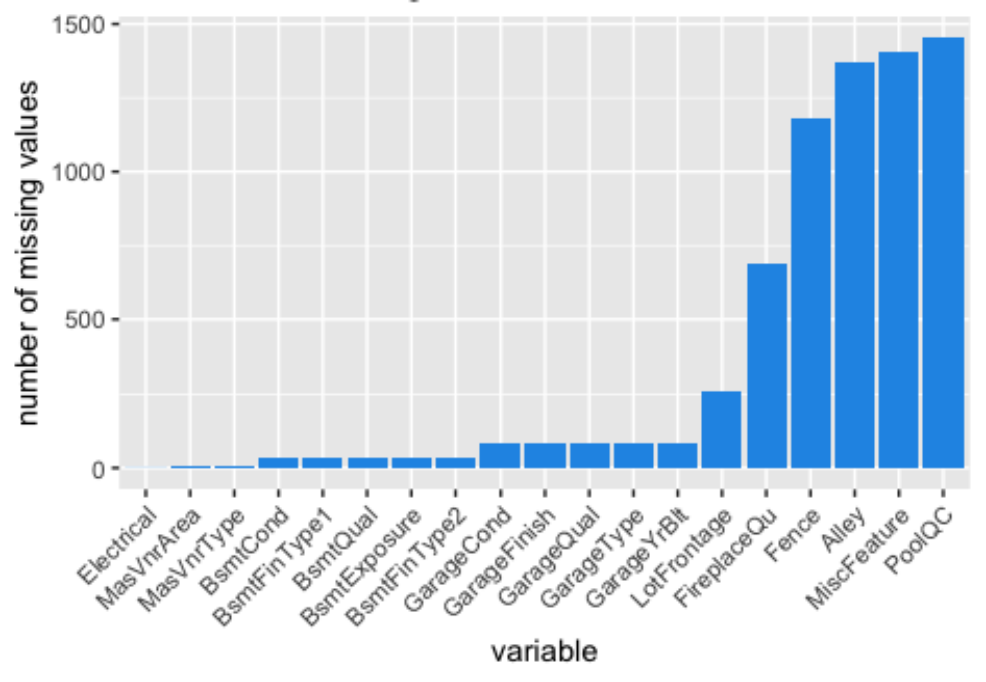 1500
1000
500
0
number of missing values
Electrical
MasVnrArea
MasVnrType
BsmtCond
BsmtFinType1
BsmtQual
BsmtExposure
BsmtFinType2
GarageCond
GarageFinish
GarageQual
GarageType
GarageYrBlt
LotFrontage
FireplaceQu
Fence
Alley
MiscFeature
PoolQC
variable